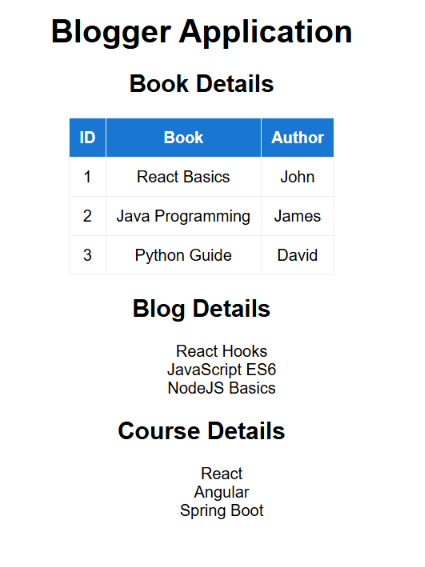 Blogger Application
Book Details
ID Book Author
1 React Basics John
2 Java Programming James
3 Python Guide David
Blog Details
React Hooks
JavaScript ES6
NodeJS Basics
Course Details
React
Angular
Spring Boot